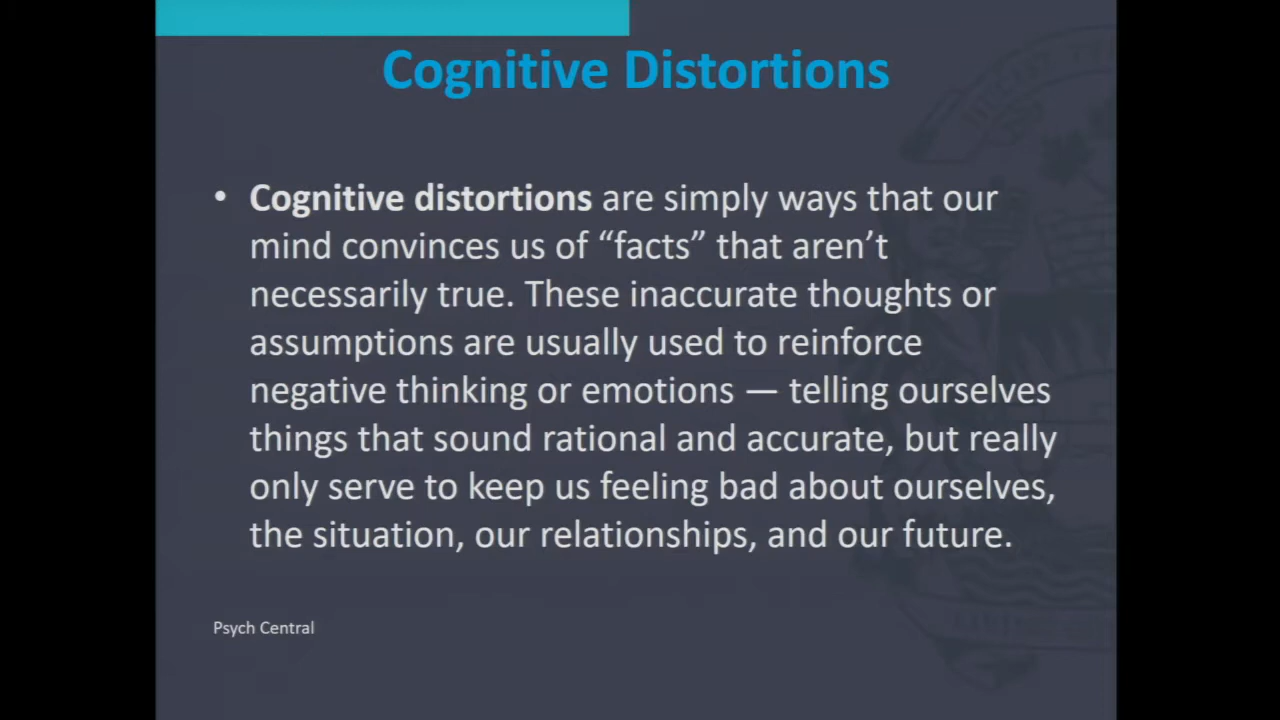 Cognitive Distortions
• Cognitive distortions are simply ways that our
mind convinces us of “facts” that aren’t
necessarily true. These inaccurate thoughts or
assumptions are usually used to reinforce
negative thinking or emotions — telling ourselves
things that sound rational and accurate, but really
only serve to keep us feeling bad about ourselves,
the situation, our relationships, and our future.
Psych Central